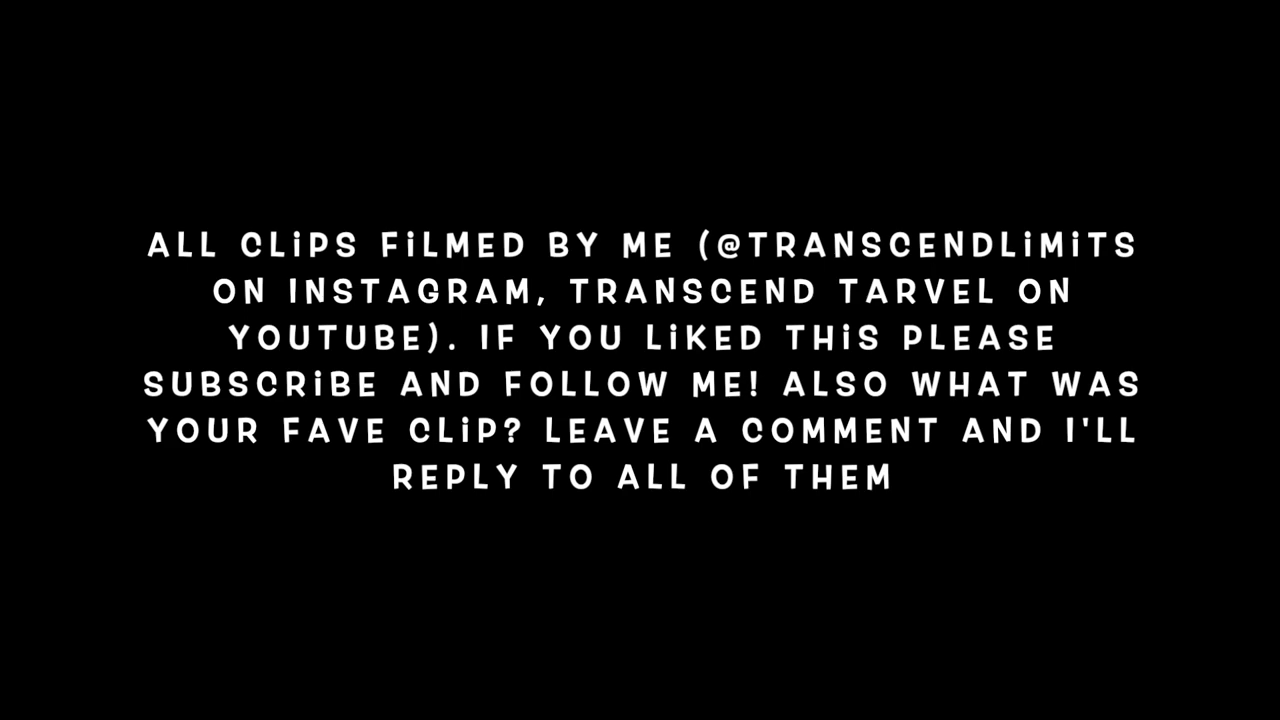 ALL CLiPS FiLMED BY ME (@TRANSCENDLiMiTS
ON INSTAGRAM, TRANSCEND TARVEL ON
YOUTUBE). IF YOU LiKED THiS PLEASE
SUBSCRiBE AND FOLLOW ME! ALSO WHAT WAS
YOUR FAVE CLiP? LEAVE A COMMENT AND I'LL
REPLY TO ALL OF THEM